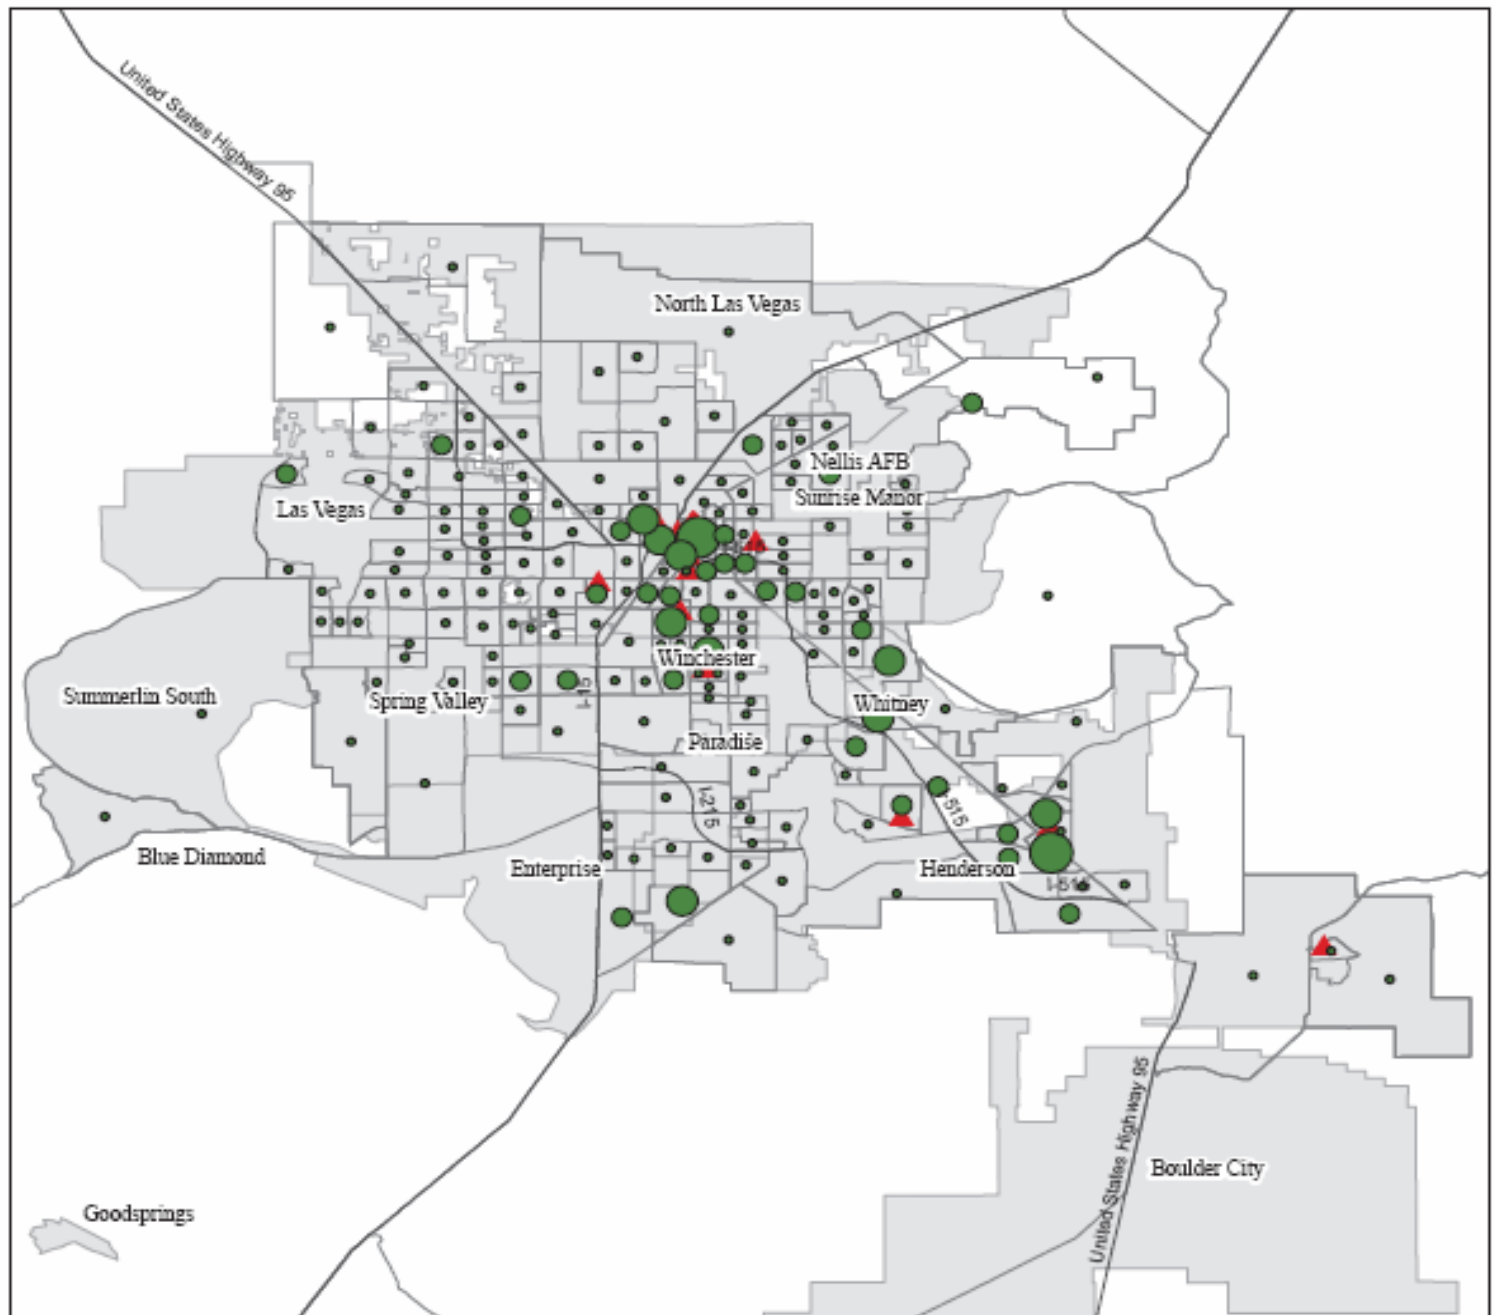 United States Highway 95
North Las Vegas
Nellis AFB
Sunrise Manor
Las Vegas
Winchester
Summerlin South
Spring Valley
I-15
Whitney
Paradise
I-215
I-515
Blue Diamond
Enterprise
Henderson
United States Highway 95
Boulder City
Goodsprings